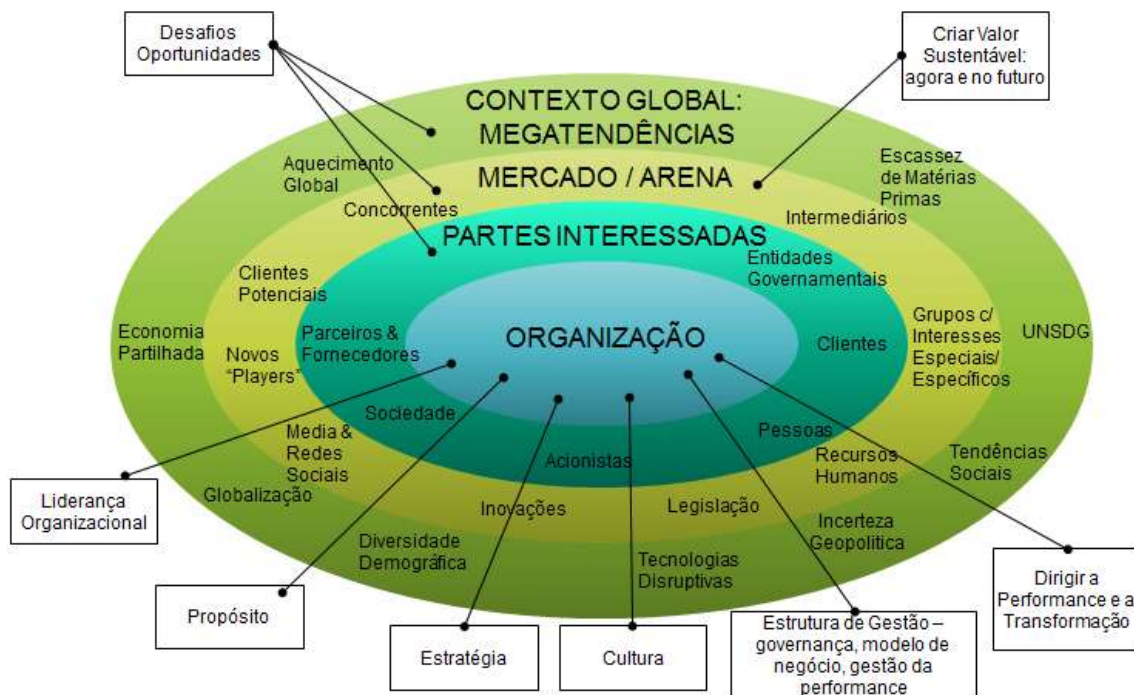 Desafios
Oportunidades
Criar Valor
Sustentável:
agora e no futuro
CONTEXTO GLOBAL:
MEGATENDÊNCIAS
Aquecimento
Global
Escassez
de Matérias
Primas
MERCADO / ARENA
Concorrentes
Intermediários
PARTES INTERESSADAS
Entidades
Governamentais
Clientes
Potenciais
Economia
Partilhada
Parceiros &
Fornecedores
ORGANIZAÇÃO
Clientes
Grupos c/
Interesses
Especiais/
Específicos
UNSDG
Novos
“Players”
Sociedade
Pessoas
Media &
Redes
Sociais
Acionistas
Recursos
Humanos
Tendências
Sociais
Globalização
Inovações
Legislação
Incerteza
Geopolitica
Diversidade
Demográfica
Tecnologias
Disruptivas
Liderança
Organizacional
Propósito
Estratégia
Cultura
Estrutura de Gestão –
governança, modelo de
negócio, gestão da
performance
Dirigir a
Performance e a
Transformação